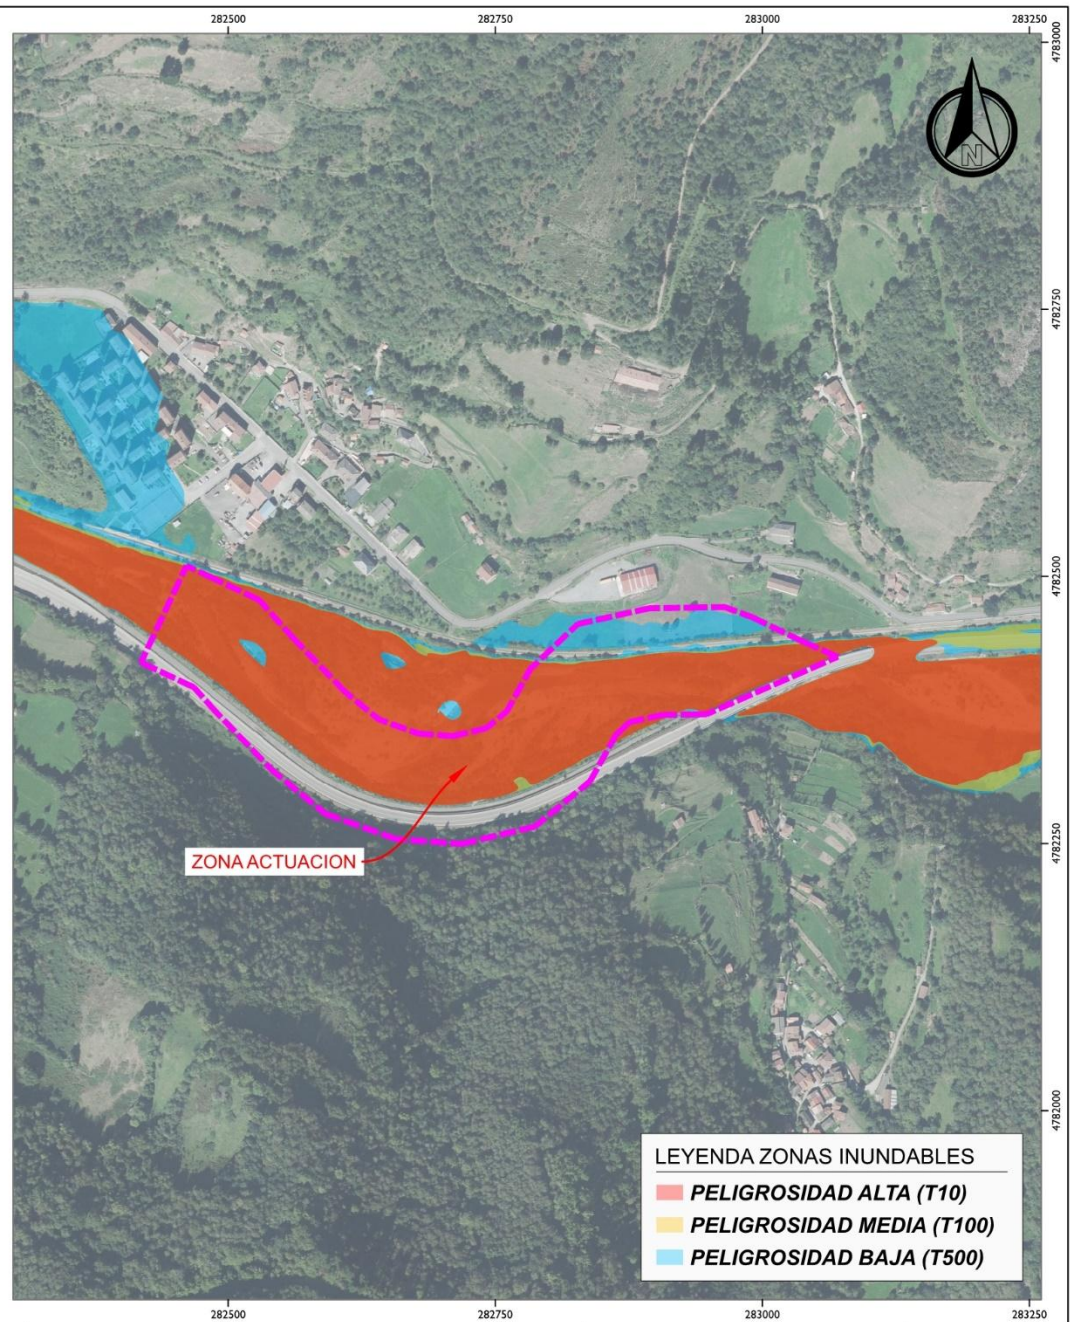 282500 282750 283000 283250
4783000
N
4782750
4782500
4782250
ZONA ACTUACION
4782000
LEYENDA ZONAS INUNDABLES
PELIGROSIDAD ALTA (T10)
PELIGROSIDAD MEDIA (T100)
PELIGROSIDAD BAJA (T500)
282500 282750 283000 283250